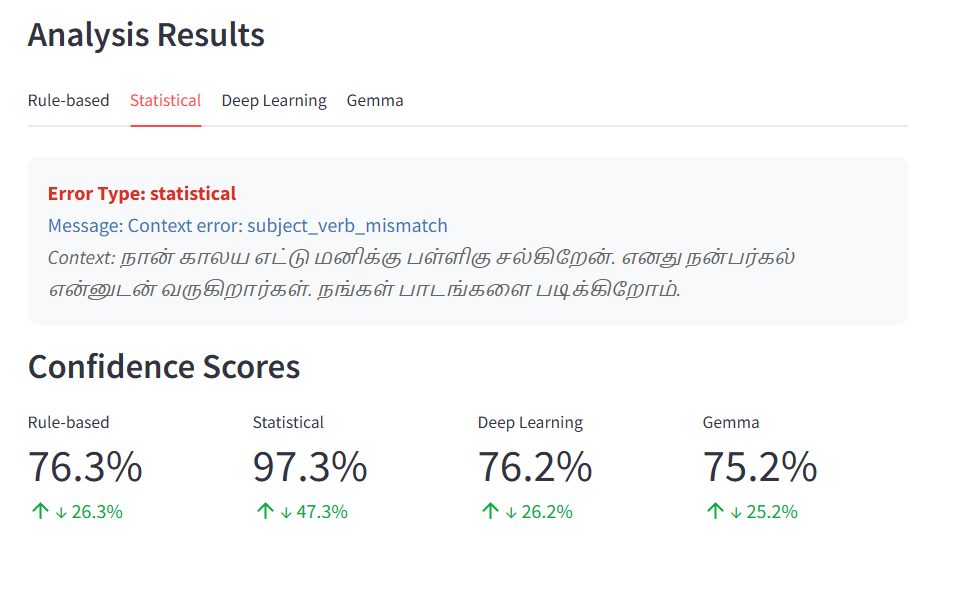 Analysis Results
Rule-based Statistical Deep Learning Gemma
Error Type: statistical
Message: Context error: subject_verb_mismatch
Context: நான் காலய எட்டு மனிக்கு பள்ளிகு சல்கிறேன். எனது நன்பர்கல்
என்னுடன் வருகிறார்கள். நங்கள் பாடங்களை படிக்கிறோம்.
Confidence Scores
Rule-based Statistical Deep Learning Gemma
76.3% 97.3% 76.2% 75.2%
↑ ↓ 26.3% ↑ ↓ 47.3% ↑ ↓ 26.2% ↑ ↓ 25.2%